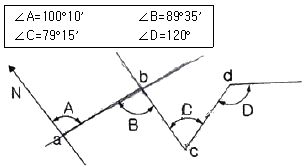 ∠A=100°10′ ∠B=89°35′
∠C=79°15′ ∠D=120°
N
A
a
b
B
C
c
d
D